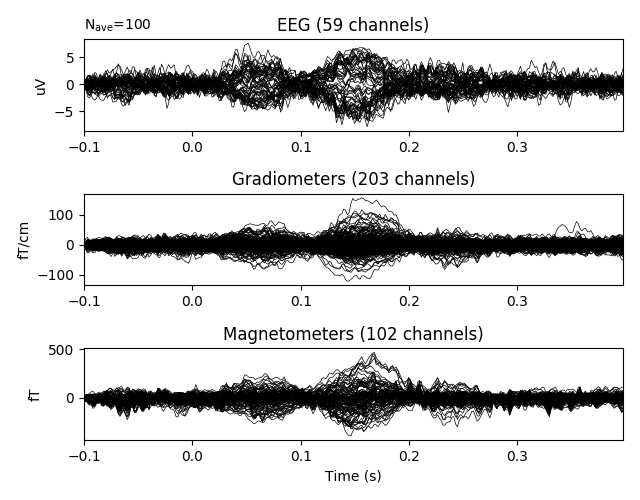 N_ave=100
EEG (59 channels)
uV
5
0
−5
−0.1 0.0 0.1 0.2 0.3
Gradiometers (203 channels)
fT/cm
100
0
−100
−0.1 0.0 0.1 0.2 0.3
Magnetometers (102 channels)
fT
500
0
−0.1 0.0 0.1 0.2 0.3
Time (s)